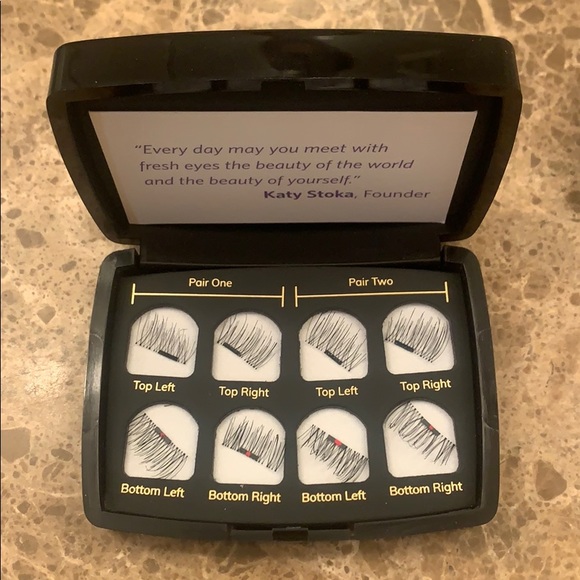 “Every day may you meet with
fresh eyes the beauty of the world
and the beauty of yourself.”
Katy Stoka, Founder
Pair One
Pair Two
Top Left
Top Right
Top Left
Top Right
Bottom Left
Bottom Right
Bottom Left
Bottom Right